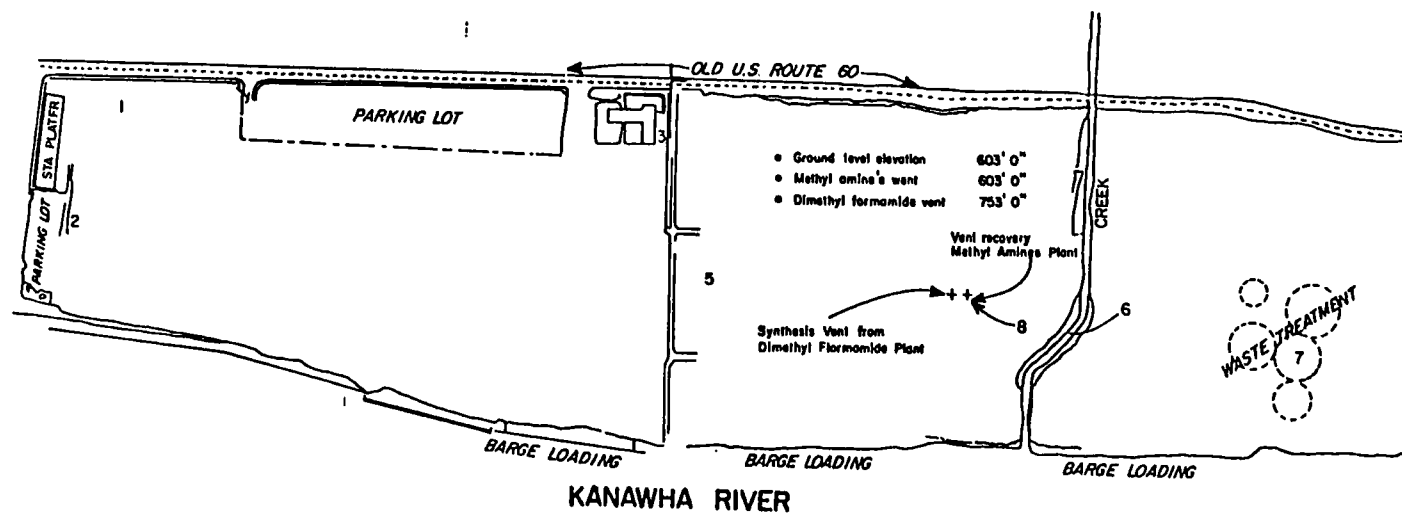 OLD U.S. ROUTE 60
1
PARKING LOT
3
STA PLATFR
2
PARKING LOT
• Ground level elevation 603' 0"
• Methyl amine's went 603' 0"
• Dimethyl formamide vent 753' 0"
CREEK
Vent recovery
Methyl Amines Plant
5
6
8
Synthesis Vent from
Dimethyl Flormamide Plant
WASTE TREATMENT
7
BARGE LOADING
BARGE LOADING
BARGE LOADING
KANAWHA RIVER